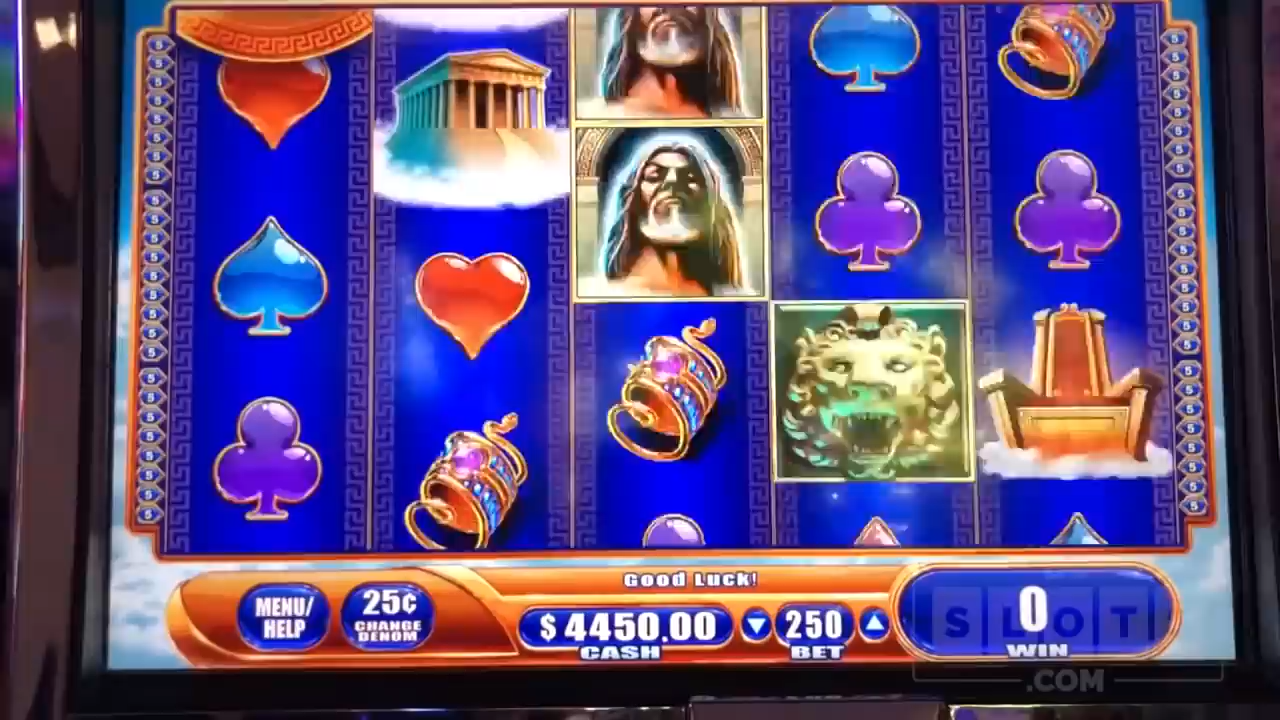 Good Luck!
MENU/
HELP
25¢
CHANGE
DENOM
$ 4450.00
CASH
250
BET
0
WIN
SLOT
.COM